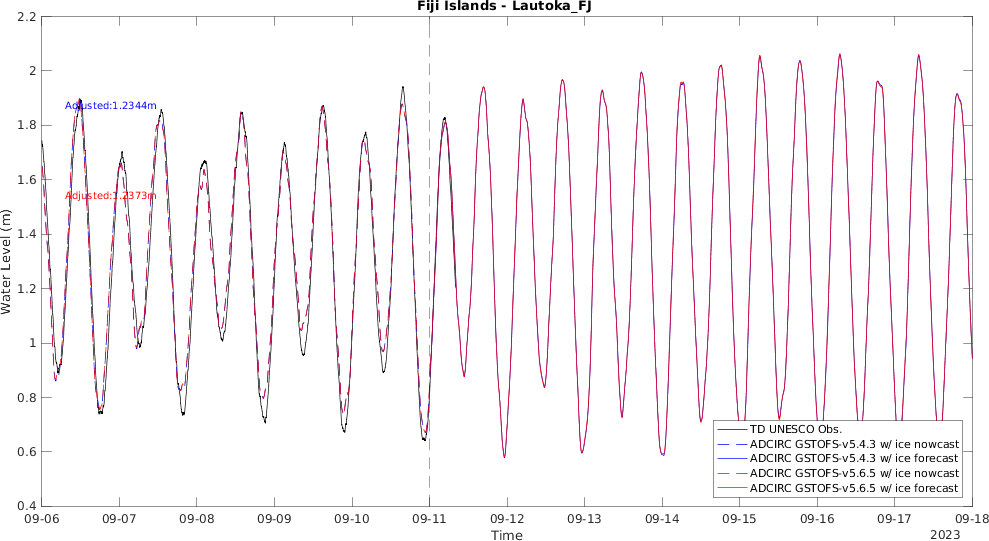 Fiji Islands - Lautoka_FJ
2.2
2
1.8
1.6
1.4
1.2
1
0.8
0.6
0.4
Water Level (m)
Adjusted:1.2344m
Adjusted:1.2373m
TD UNESCO Obs.
ADCIRC GSTOFS-v5.4.3 w/ ice nowcast
ADCIRC GSTOFS-v5.4.3 w/ ice forecast
ADCIRC GSTOFS-v5.6.5 w/ ice nowcast
ADCIRC GSTOFS-v5.6.5 w/ ice forecast
09-06 09-07 09-08 09-09 09-10 09-11 09-12 09-13 09-14 09-15 09-16 09-17 09-18
Time
2023